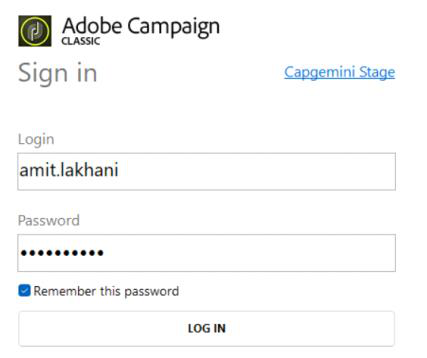 Adobe Campaign
CLASSIC
Sign in
Capgemini Stage
Login
amit.lakhani
Password
••••••••••
Remember this password
LOG IN